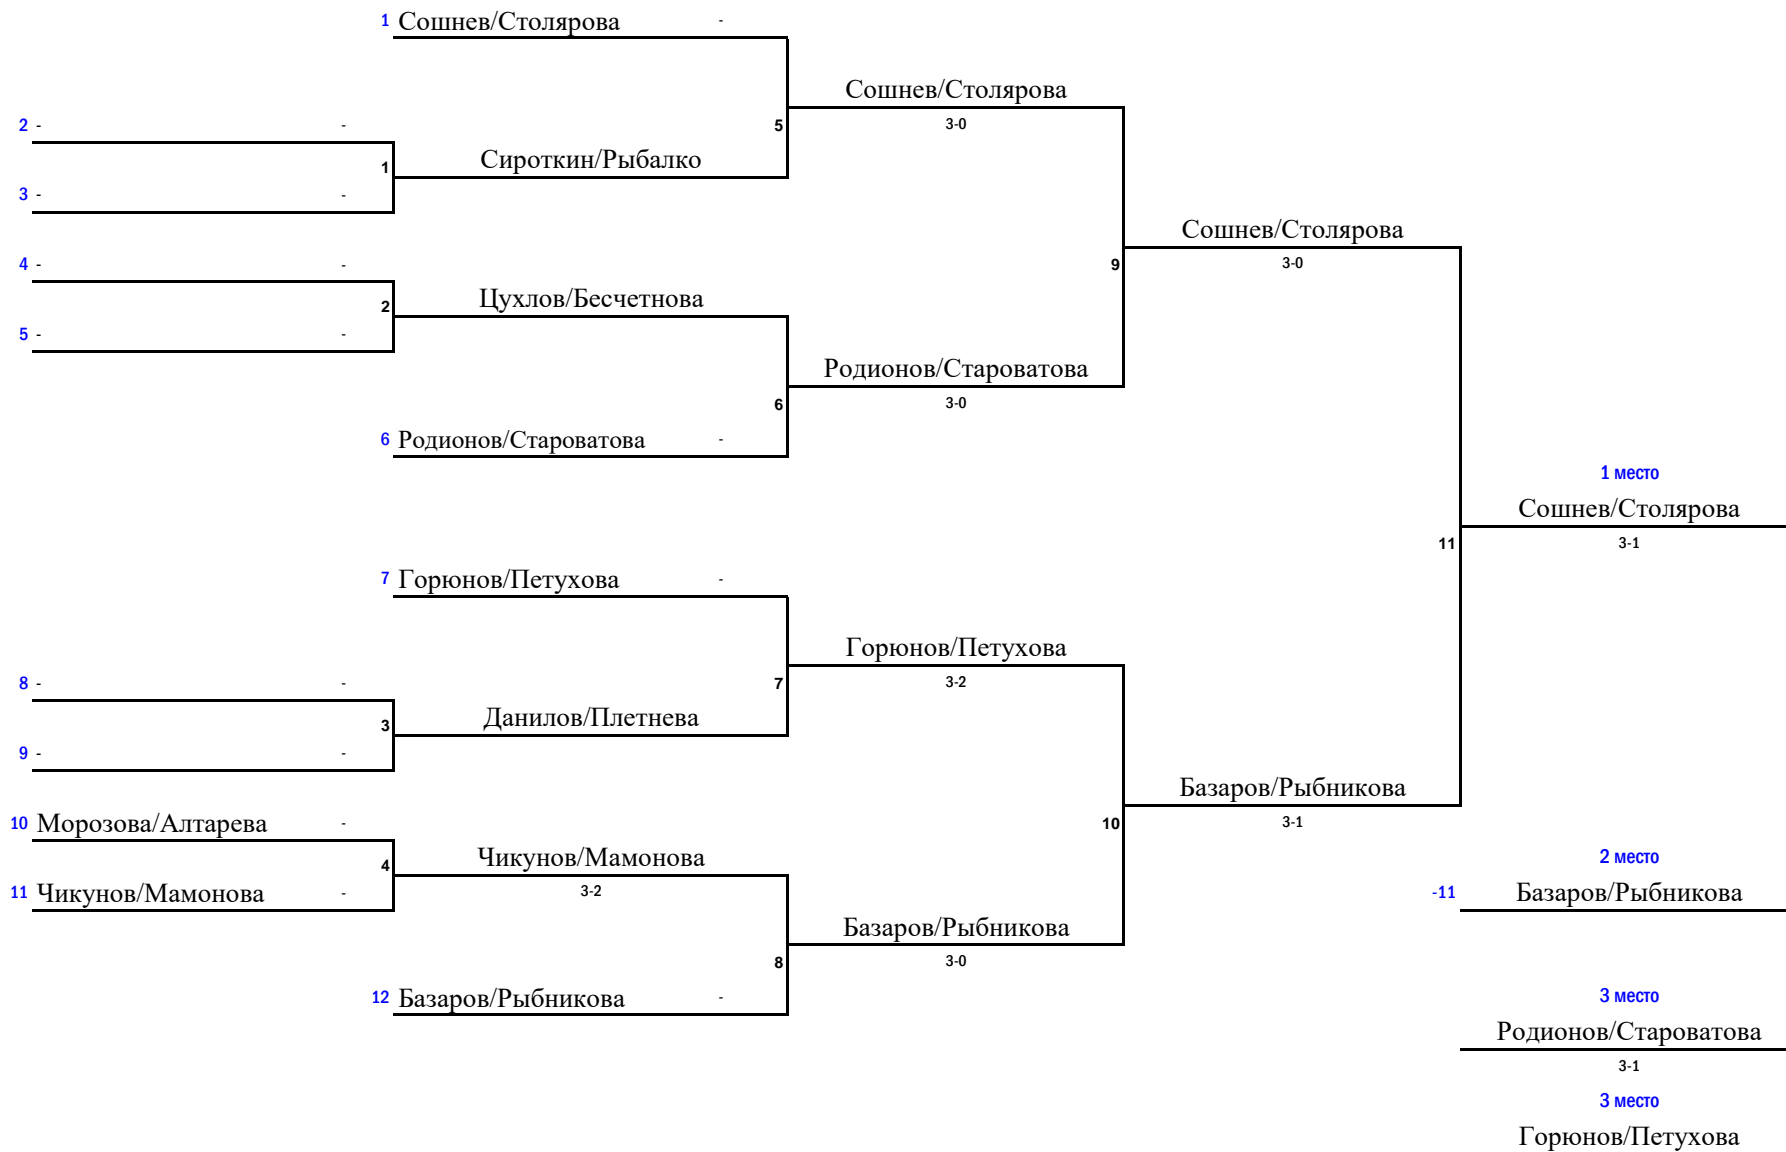 1 Сошнев/Столярова -
Сошнев/Столярова
2 - -
5
3-0
1
Сироткин/Рыбалко
3 - -
Сошнев/Столярова
4 - -
9
3-0
2
Цухлов/Бесчетнова
5 - -
Родионов/Староватова
6
3-0
6 Родионов/Староватова -
1 место
Сошнев/Столярова
11
3-1
7 Горюнов/Петухова -
Горюнов/Петухова
8 - -
7
3-2
3
Данилов/Плетнева
9 - -
Базаров/Рыбникова
10 Морозова/Алтарева -
10
3-1
4
Чикунов/Мамонова
2 место
11 Чикунов/Мамонова -
3-2
-11 Базаров/Рыбникова
Базаров/Рыбникова
8
3-0
12 Базаров/Рыбникова -
3 место
Родионов/Староватова
3-1
3 место
Горюнов/Петухова